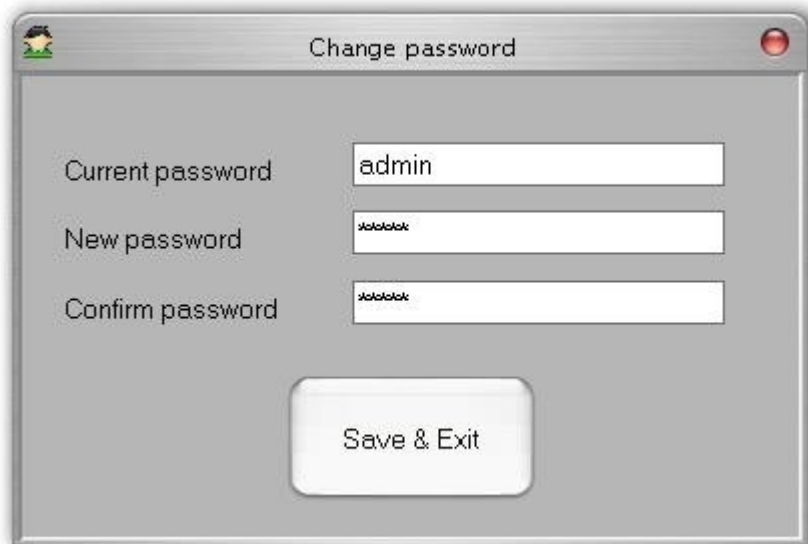 Change password
Current password admin
New password *****
Confirm password *****
Save & Exit